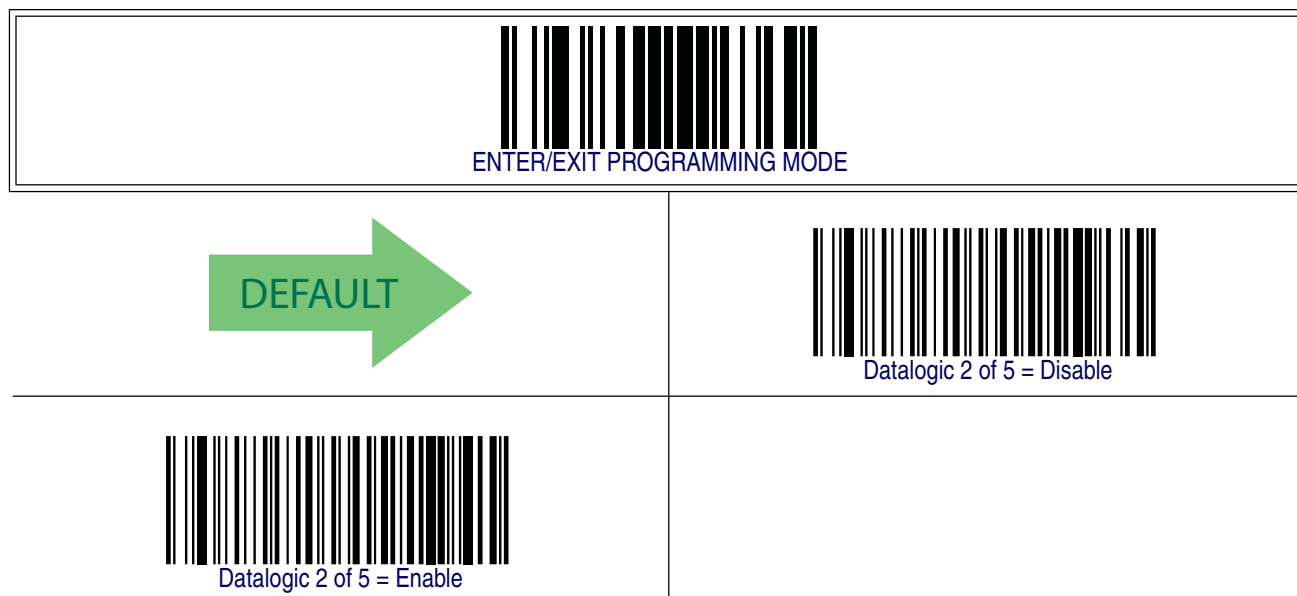 ENTER/EXIT PROGRAMMING MODE
DEFAULT
Datalogic 2 of 5 = Disable
Datalogic 2 of 5 = Enable